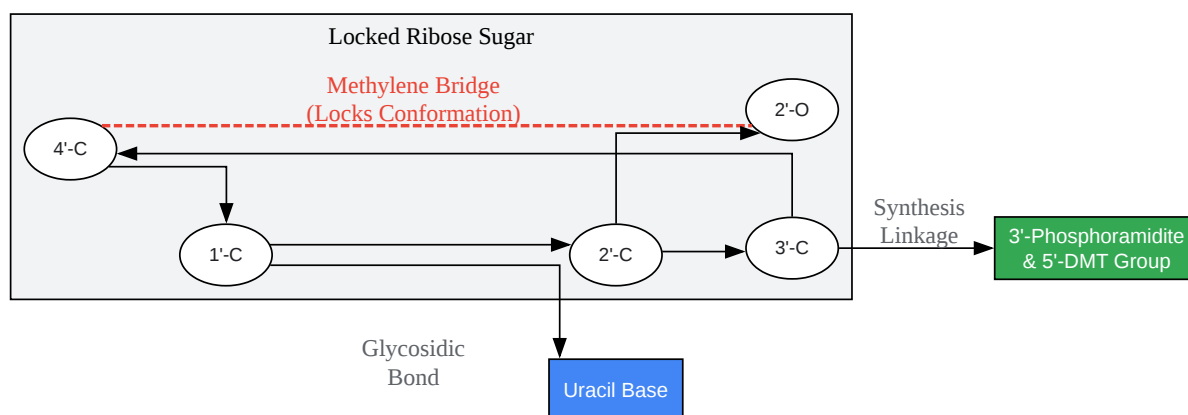 Locked Ribose Sugar
Methylene Bridge
(Locks Conformation)
2'-O
4'-C
1'-C
2'-C
3'-C
Synthesis
Linkage
3'-Phosphoramidite
& 5'-DMT Group
Glycosidic
Bond
Uracil Base